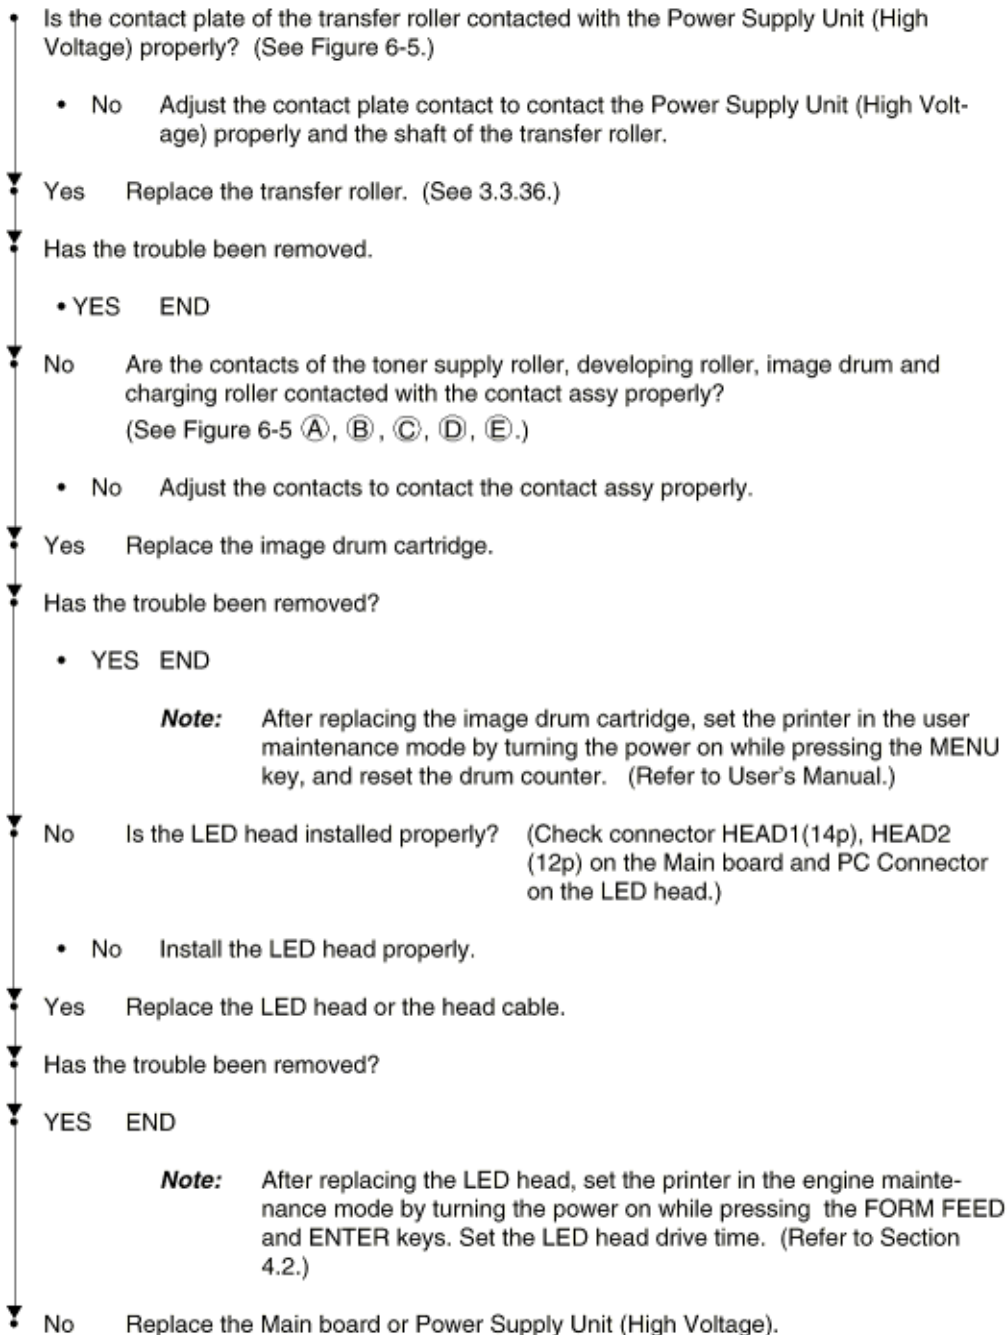 • Is the contact plate of the transfer roller contacted with the Power Supply Unit (High
Voltage) properly? (See Figure 6-5.)
• No Adjust the contact plate contact to contact the Power Supply Unit (High Volt-
age) properly and the shaft of the transfer roller.
Yes Replace the transfer roller. (See 3.3.36.)
Has the trouble been removed.
• YES END
No Are the contacts of the toner supply roller, developing roller, image drum and
charging roller contacted with the contact assy properly?
(See Figure 6-5 Ⓐ, Ⓑ, Ⓒ, Ⓓ, Ⓔ.)
• No Adjust the contacts to contact the contact assy properly.
Yes Replace the image drum cartridge.
Has the trouble been removed?
• YES END
Note: After replacing the image drum cartridge, set the printer in the user
maintenance mode by turning the power on while pressing the MENU
key, and reset the drum counter. (Refer to User's Manual.)
No Is the LED head installed properly? (Check connector HEAD1(14p), HEAD2
(12p) on the Main board and PC Connector
on the LED head.)
• No Install the LED head properly.
Yes Replace the LED head or the head cable.
Has the trouble been removed?
YES END
Note: After replacing the LED head, set the printer in the engine mainte-
nance mode by turning the power on while pressing the FORM FEED
and ENTER keys. Set the LED head drive time. (Refer to Section
4.2.)
No Replace the Main board or Power Supply Unit (High Voltage).